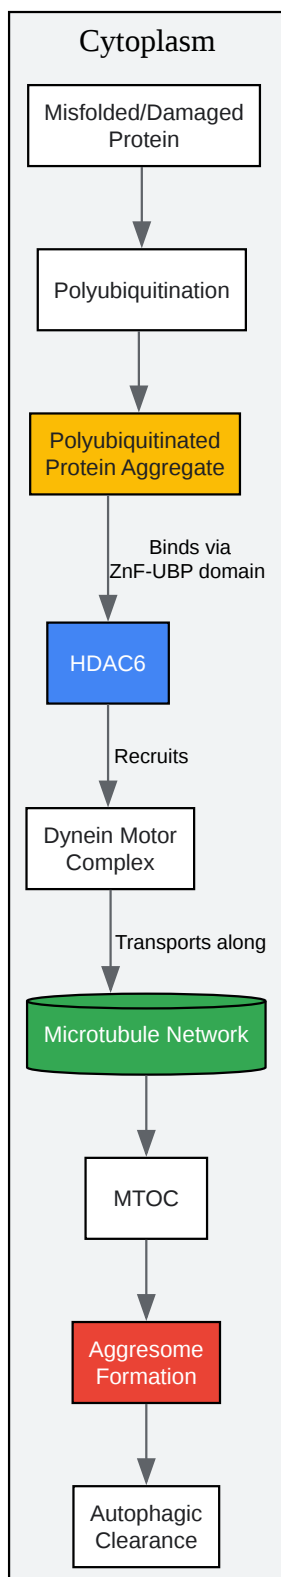 Cytoplasm
Misfolded/Damaged
Protein
Polyubiquitination
Polyubiquitinated
Protein Aggregate
Binds via
ZnF-UBP domain
HDAC6
Recruits
Dynein Motor
Complex
Transports along
Microtubule Network
MTOC
Aggresome
Formation
Autophagic
Clearance